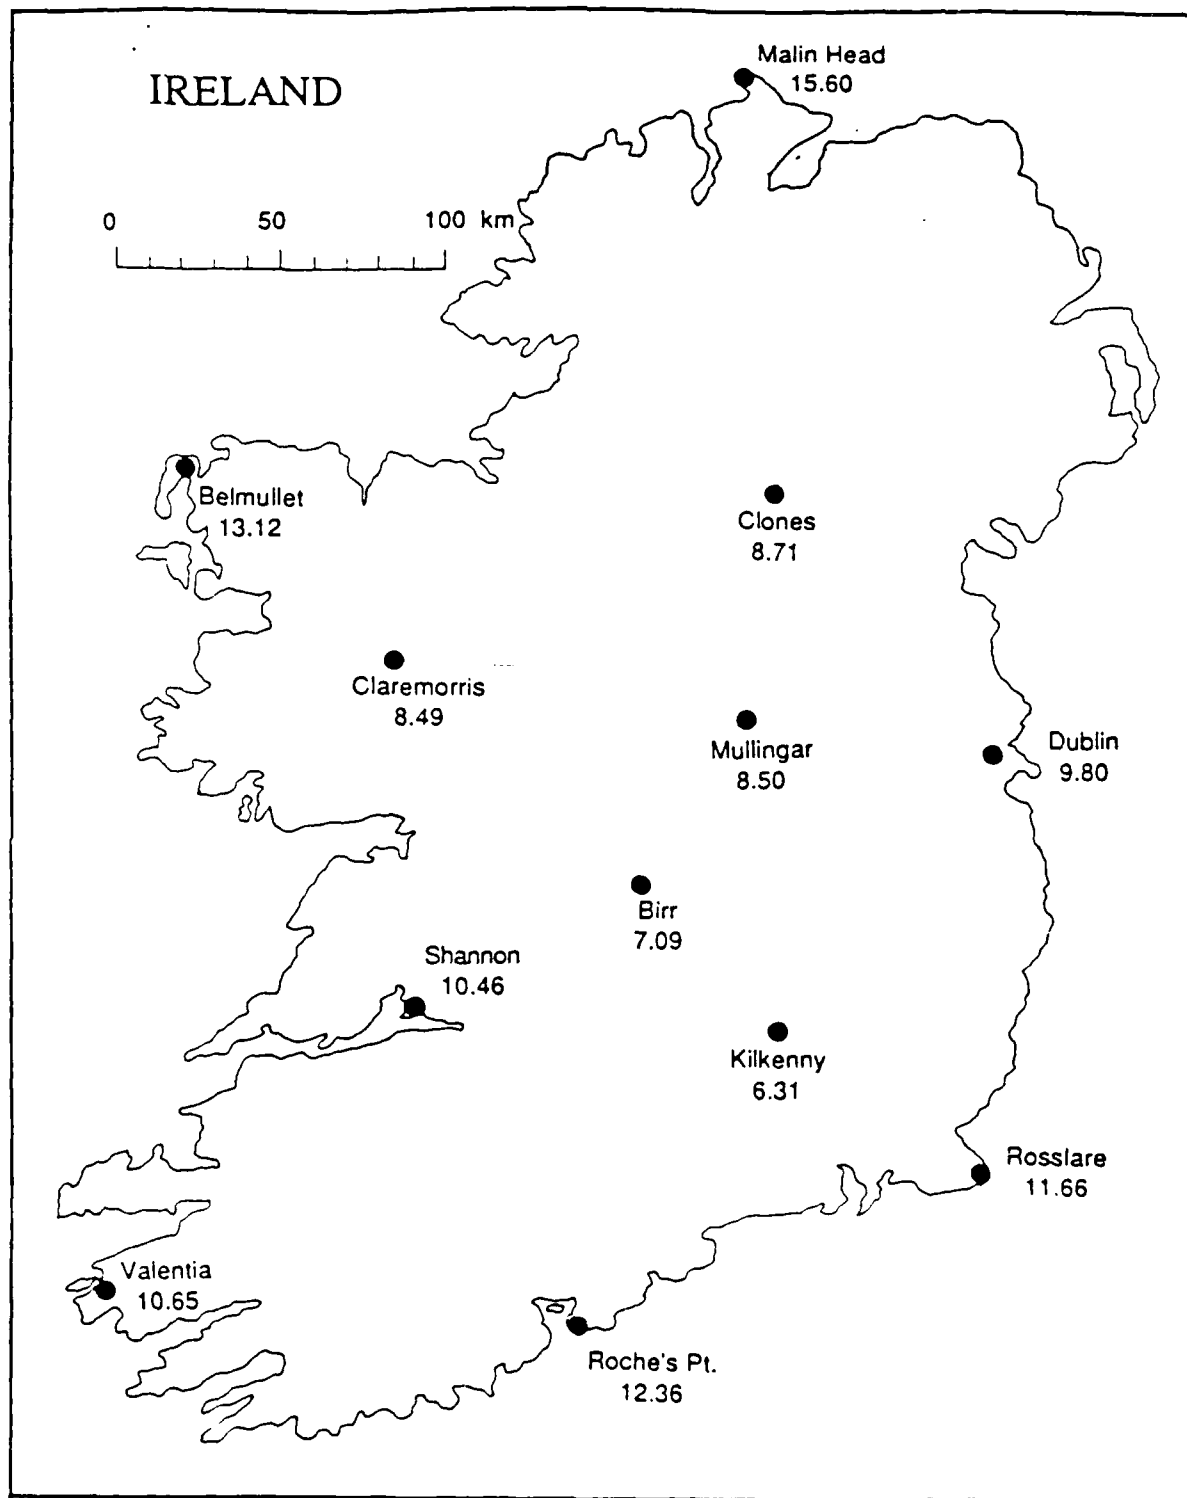 Malin Head
15.60
IRELAND
0 50 100 km
Belmullet
13.12
Clones
8.71
Claremorris
8.49
Mullingar
8.50
Dublin
9.80
Birr
7.09
Shannon
10.46
Kilkenny
6.31
Rosslare
11.66
Valentia
10.65
Roche's Pt.
12.36